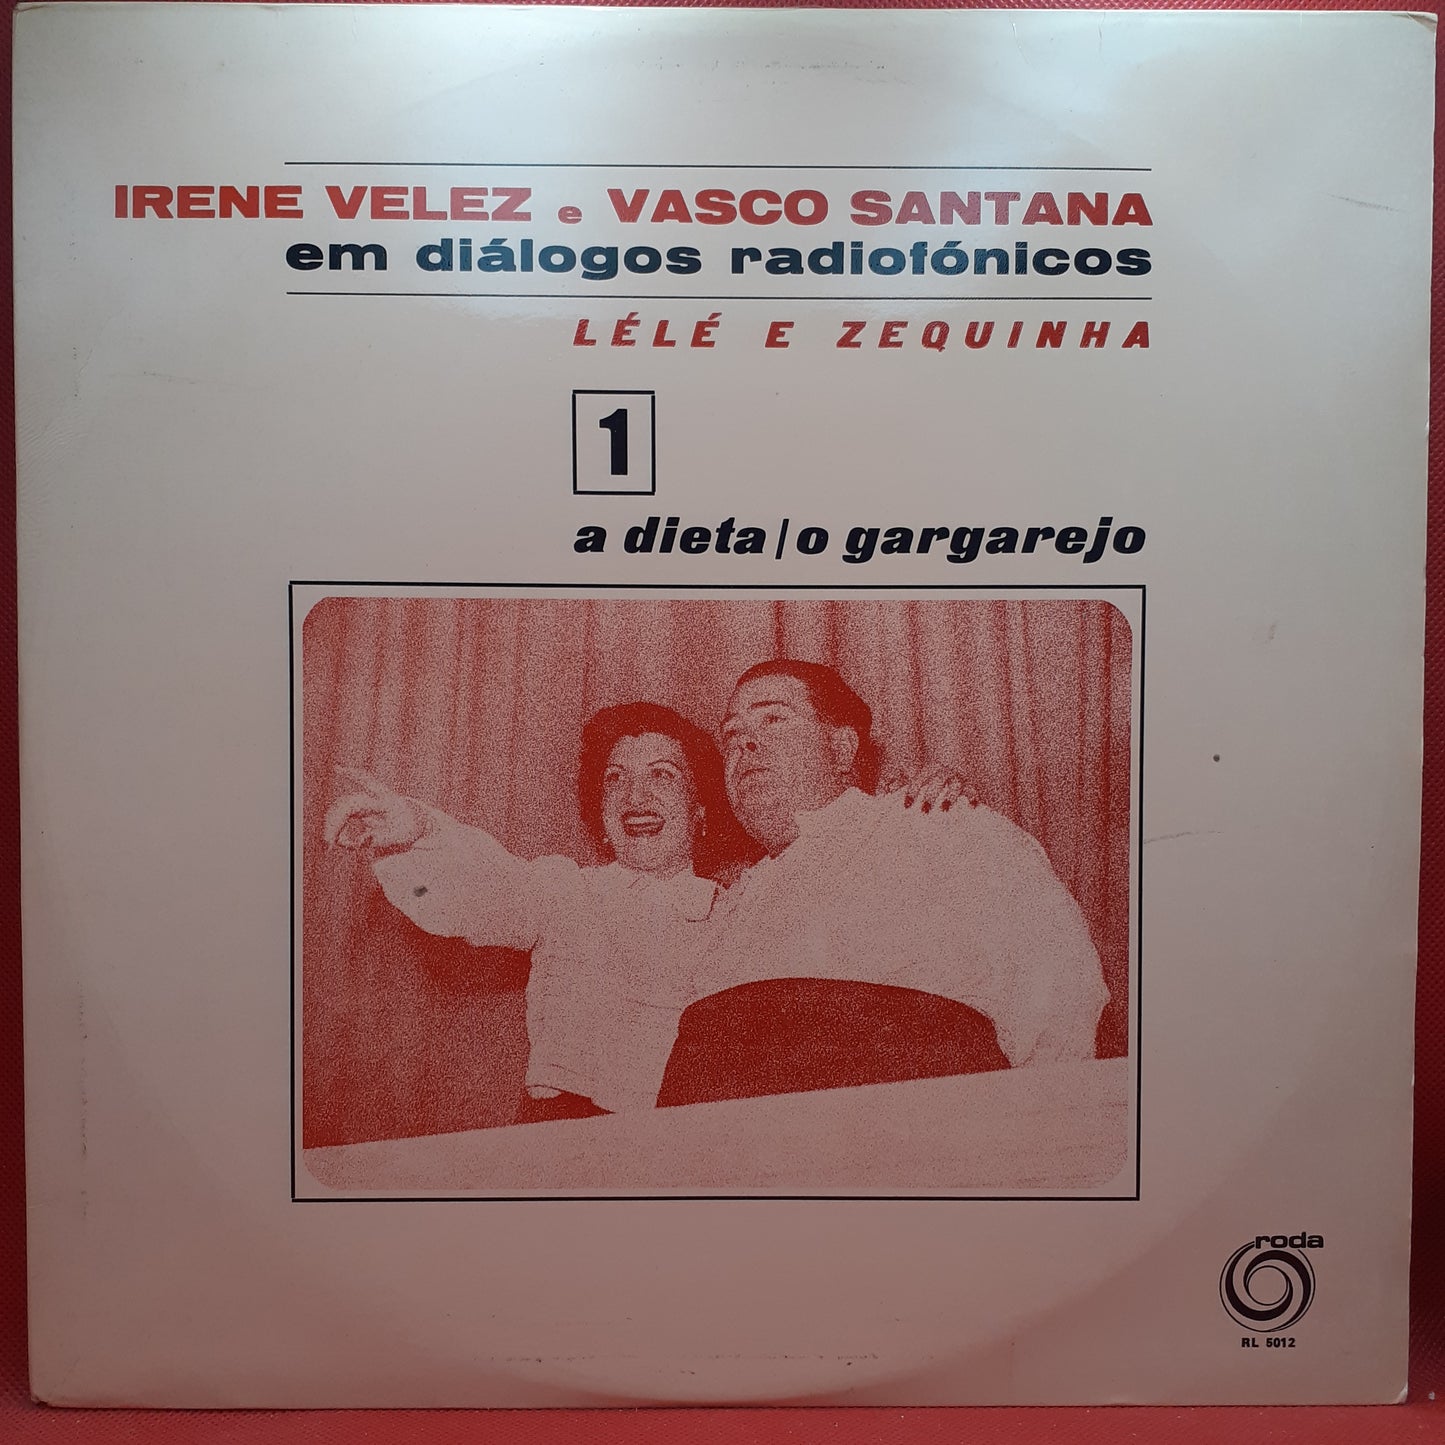 IRENE VELEZ e VASCO SANTANA
em diálogos radiofónicos
LÉLÉ E ZEQUINHA
1
a dieta/o gargarejo
roda
RL 5012